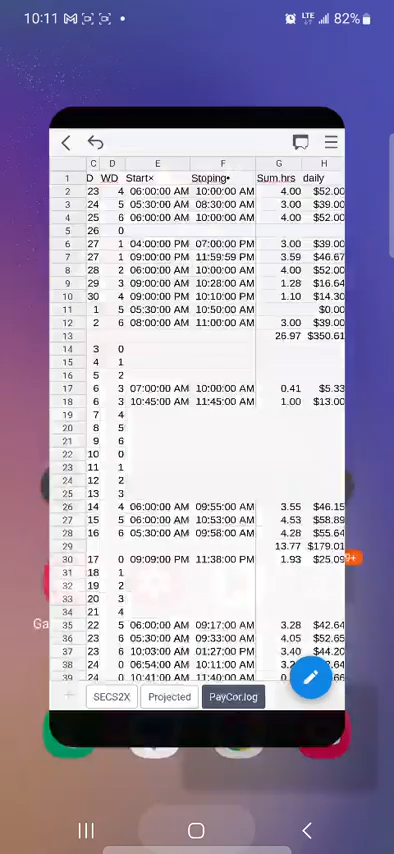 10:11 LTE 82%
C D E F G H
1 D WD Start× Stoping• Sum hrs daily
2 23 4 06:00:00 AM 10:00:00 AM 4.00 $52.00
3 24 5 05:30:00 AM 08:30:00 AM 3.00 $39.00
4 25 6 06:00:00 AM 10:00:00 AM 4.00 $52.00
5 26 0
6 27 1 04:00:00 PM 07:00:00 PM 3.00 $39.00
7 27 1 09:00:00 PM 11:59:59 PM 3.59 $46.67
8 28 2 06:00:00 AM 10:00:00 AM 4.00 $52.00
9 29 3 09:00:00 AM 10:28:00 AM 1.28 $16.64
10 30 4 09:00:00 PM 10:10:00 PM 1.10 $14.30
11 1 5 05:30:00 AM 10:50:00 AM $0.00
12 2 6 08:00:00 AM 11:00:00 AM 3.00 $39.00
13 26.97 $350.61
14 3 0
15 4 1
16 5 2
17 6 3 07:00:00 AM 10:00:00 AM 0.41 $5.33
18 6 3 10:45:00 AM 11:45:00 AM 1.00 $13.00
19 7 4
20 8 5
21 9 6
22 10 0
23 11 1
24 12 2
25 13 3
26 14 4 06:00:00 AM 09:55:00 AM 3.55 $46.15
27 15 5 06:00:00 AM 10:53:00 AM 4.53 $58.89
28 16 6 05:30:00 AM 09:58:00 AM 4.28 $55.64
29 13.77 $179.01
30 17 0 09:09:00 PM 11:38:00 PM 1.93 $25.09
9+
31 18 1
32 19 2
33 20 3
34 21 4
Ga
35 22 5 06:00:00 AM 09:17:00 AM 3.28 $42.64
36 23 6 05:30:00 AM 09:33:00 AM 4.05 $52.65
37 23 6 10:03:00 AM 01:27:00 PM 3.40 $44.20
38 24 0 06:54:00 AM 10:11:00 AM
39 24 0 10:41:00 AM 11:40:00 AM
+ SECS2X Projected PayCor.log